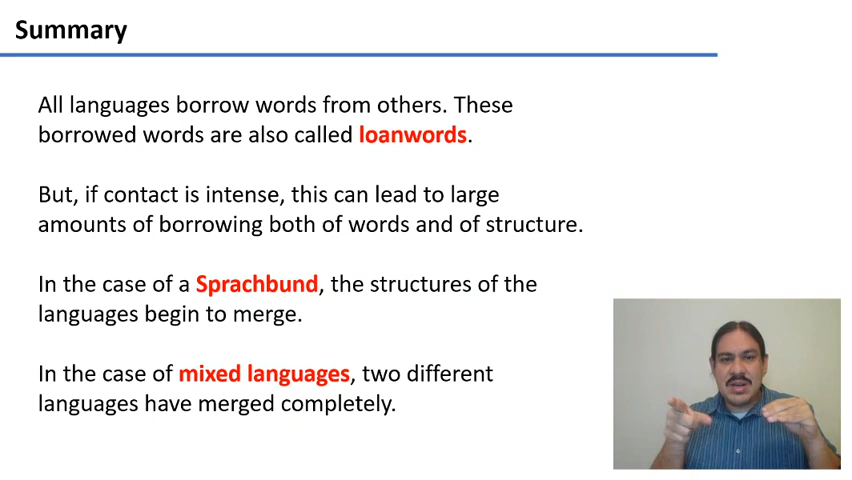 Summary
All languages borrow words from others. These
borrowed words are also called loanwords.
But, if contact is intense, this can lead to large
amounts of borrowing both of words and of structure.
In the case of a Sprachbund, the structures of the
languages begin to merge.
In the case of mixed languages, two different
languages have merged completely.